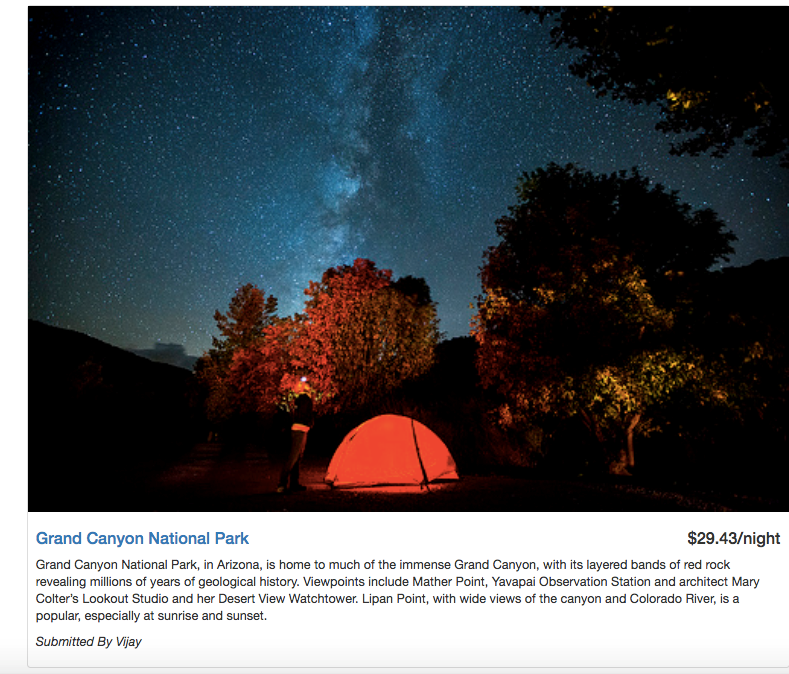 Grand Canyon National Park
$29.43/night
Grand Canyon National Park, in Arizona, is home to much of the immense Grand Canyon, with its layered bands of red rock
revealing millions of years of geological history. Viewpoints include Mather Point, Yavapai Observation Station and architect Mary
Colter's Lookout Studio and her Desert View Watchtower. Lipan Point, with wide views of the canyon and Colorado River, is a
popular, especially at sunrise and sunset.
Submitted By Vijay